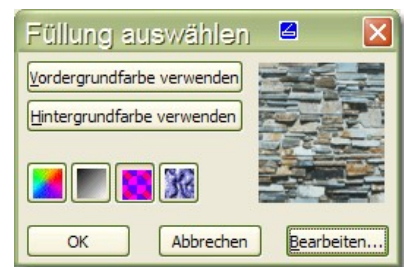 Füllung auswählen
Vordergrundfarbe verwenden
Hintergrundfarbe verwenden
OK
Abbrechen
Bearbeiten...